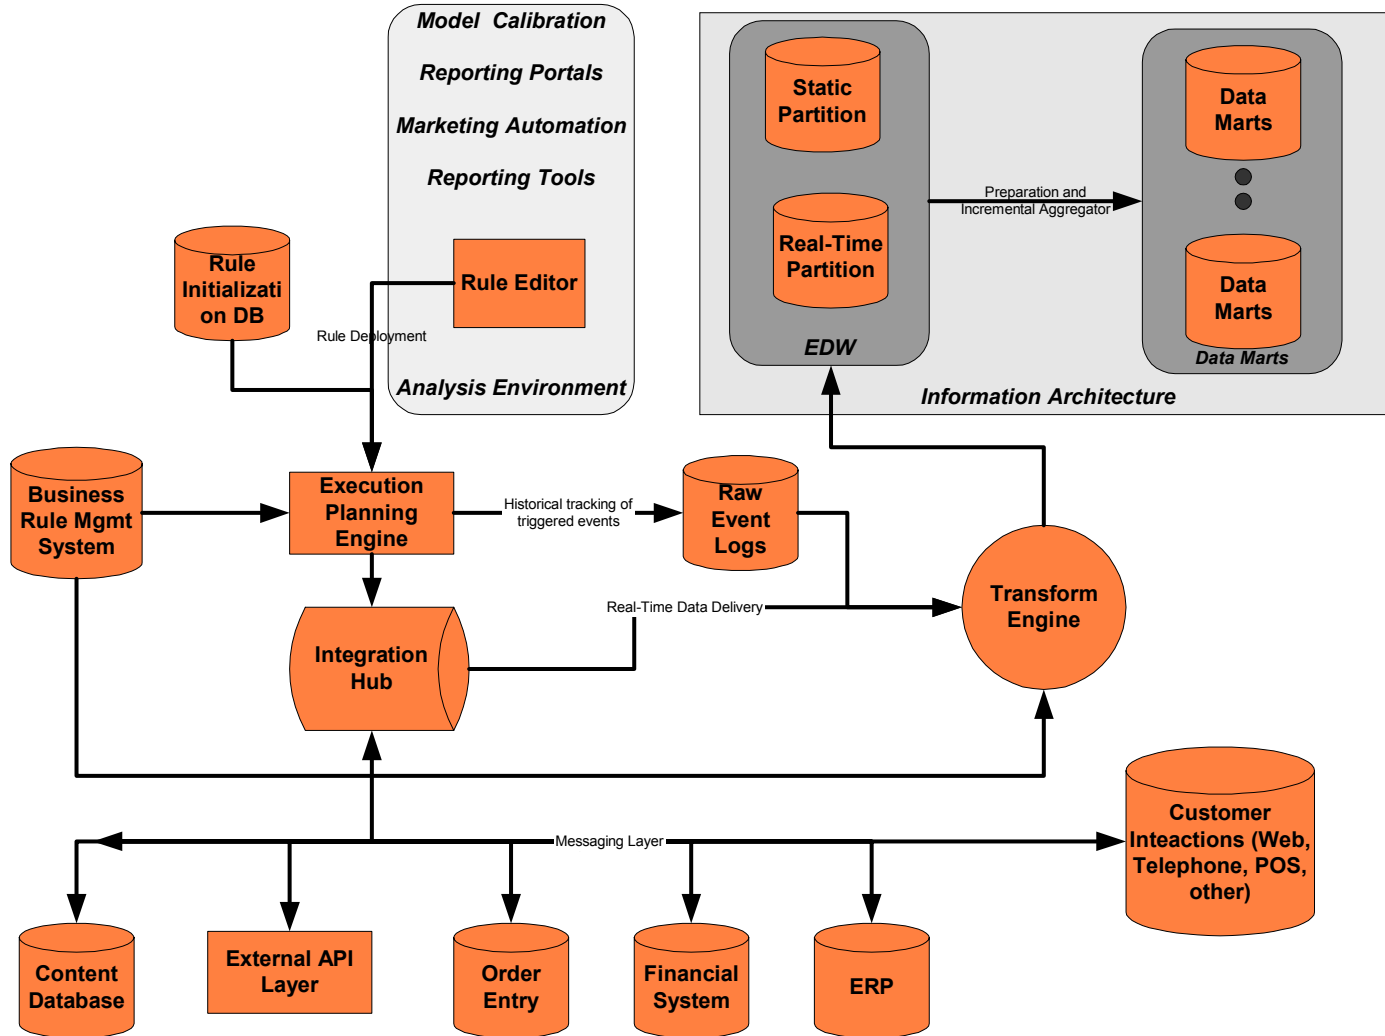 Model Calibration
Reporting Portals
Marketing Automation
Reporting Tools
Rule Editor
Analysis Environment
Static
Partition
Real-Time
Partition
EDW
Preparation and
Incremental Aggregator
Data
Marts
Data
Marts
Data Marts
Information Architecture
Rule
Initializati
on DB
Rule Deployment
Business
Rule Mgmt
System
Execution
Planning
Engine
Historical tracking of
triggered events
Raw
Event
Logs
Integration
Hub
Real-Time Data Delivery
Transform
Engine
Messaging Layer
Customer
Inteactions (Web,
Telephone, POS,
other)
Content
Database
External API
Layer
Order
Entry
Financial
System
ERP